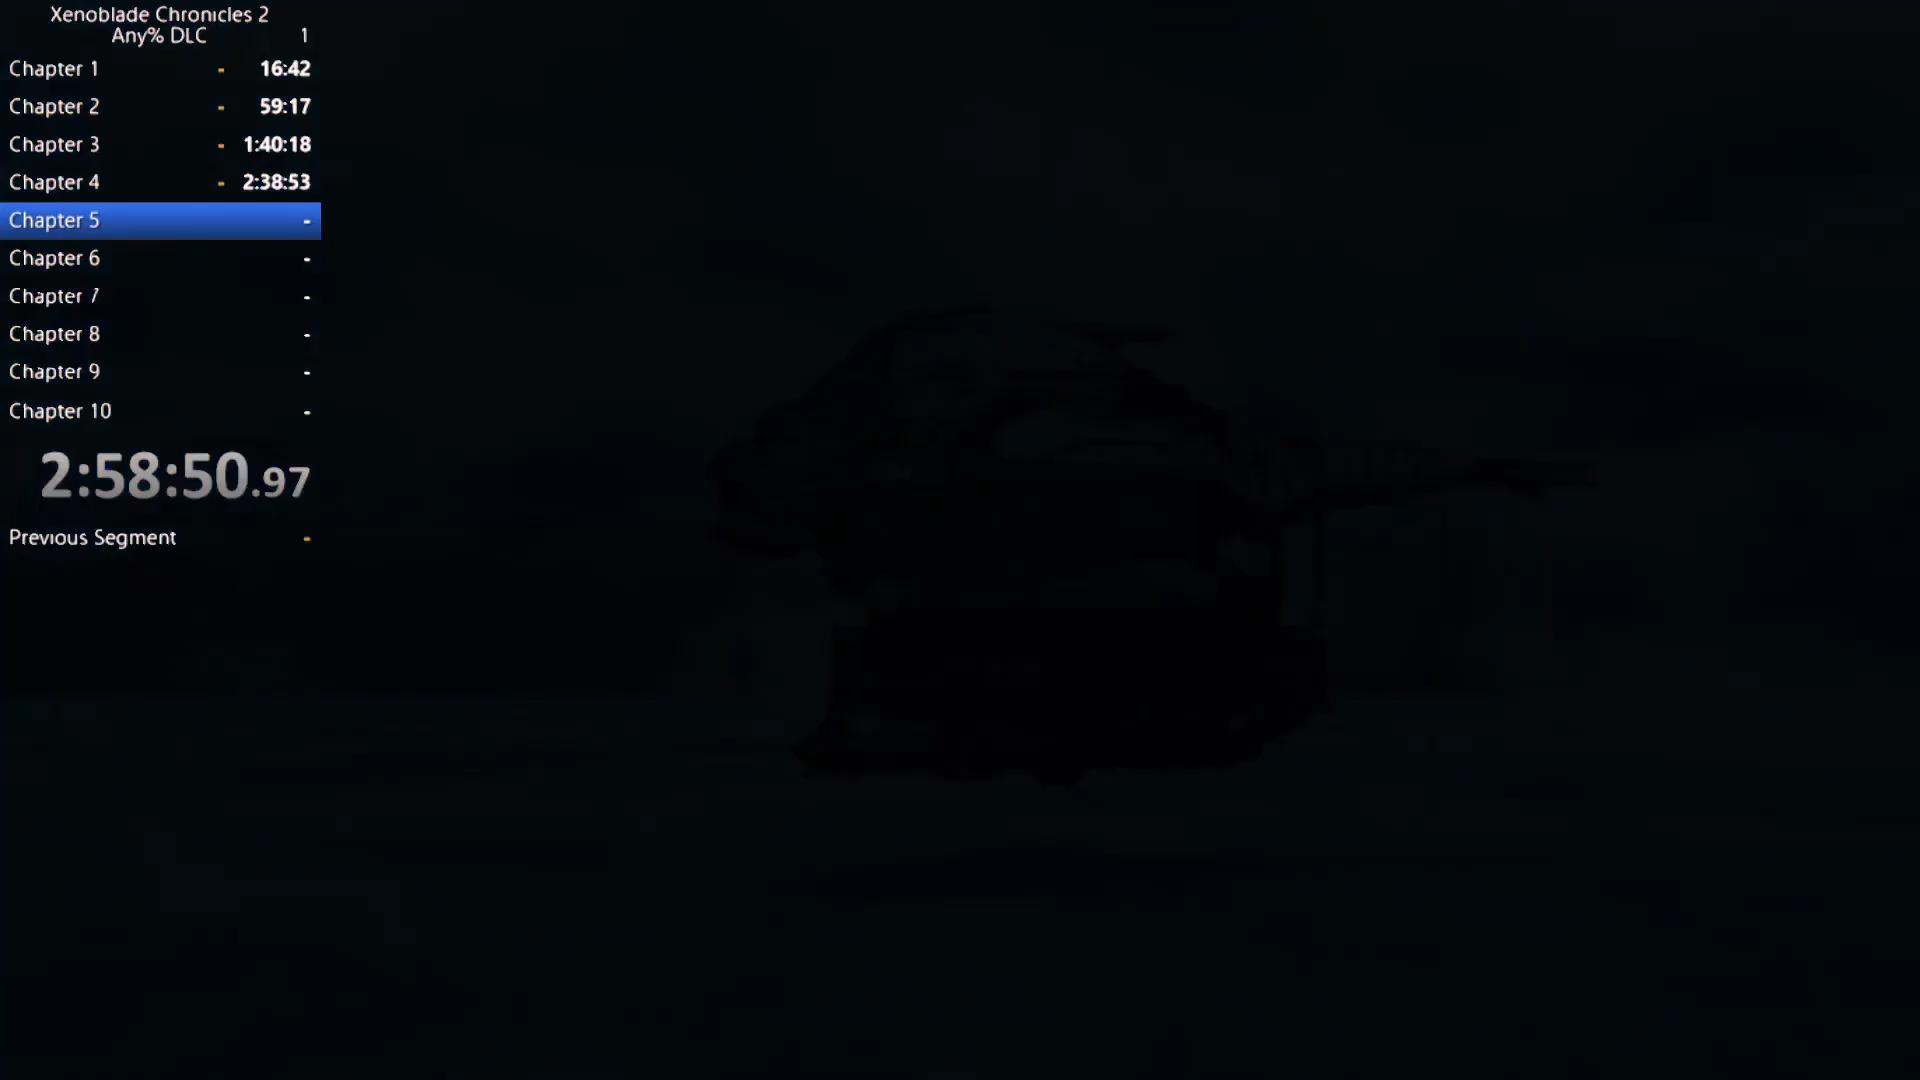 Xenoblade Chronicles 2
Any% DLC 1
Chapter 1 - 16:42
Chapter 2 - 59:17
Chapter 3 - 1:40:18
Chapter 4 - 2:38:53
Chapter 5 -
Chapter 6 -
Chapter 7 -
Chapter 8 -
Chapter 9 -
Chapter 10 -
2:58:50.97
Previous Segment -